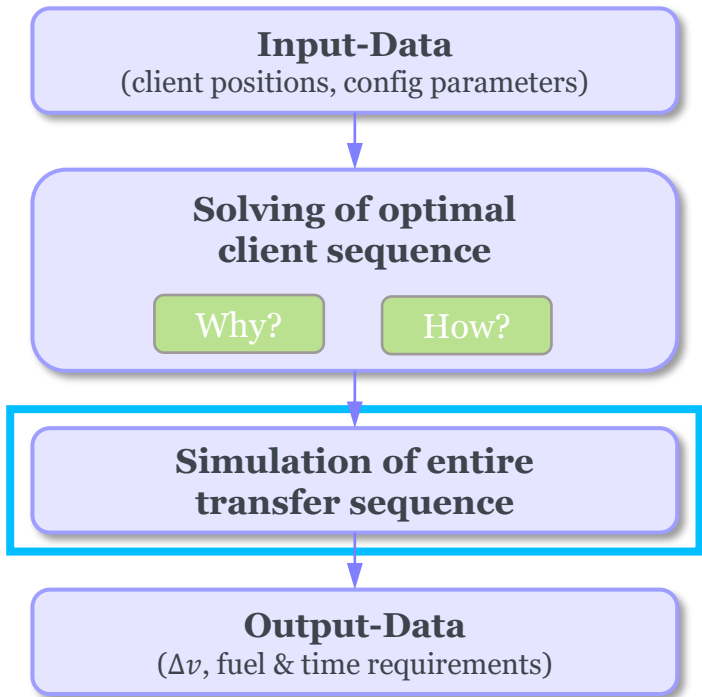 Input-Data
(client positions, config parameters)
Solving of optimal
client sequence
Why? How?
Simulation of entire
transfer sequence
Output-Data
(Δv, fuel & time requirements)